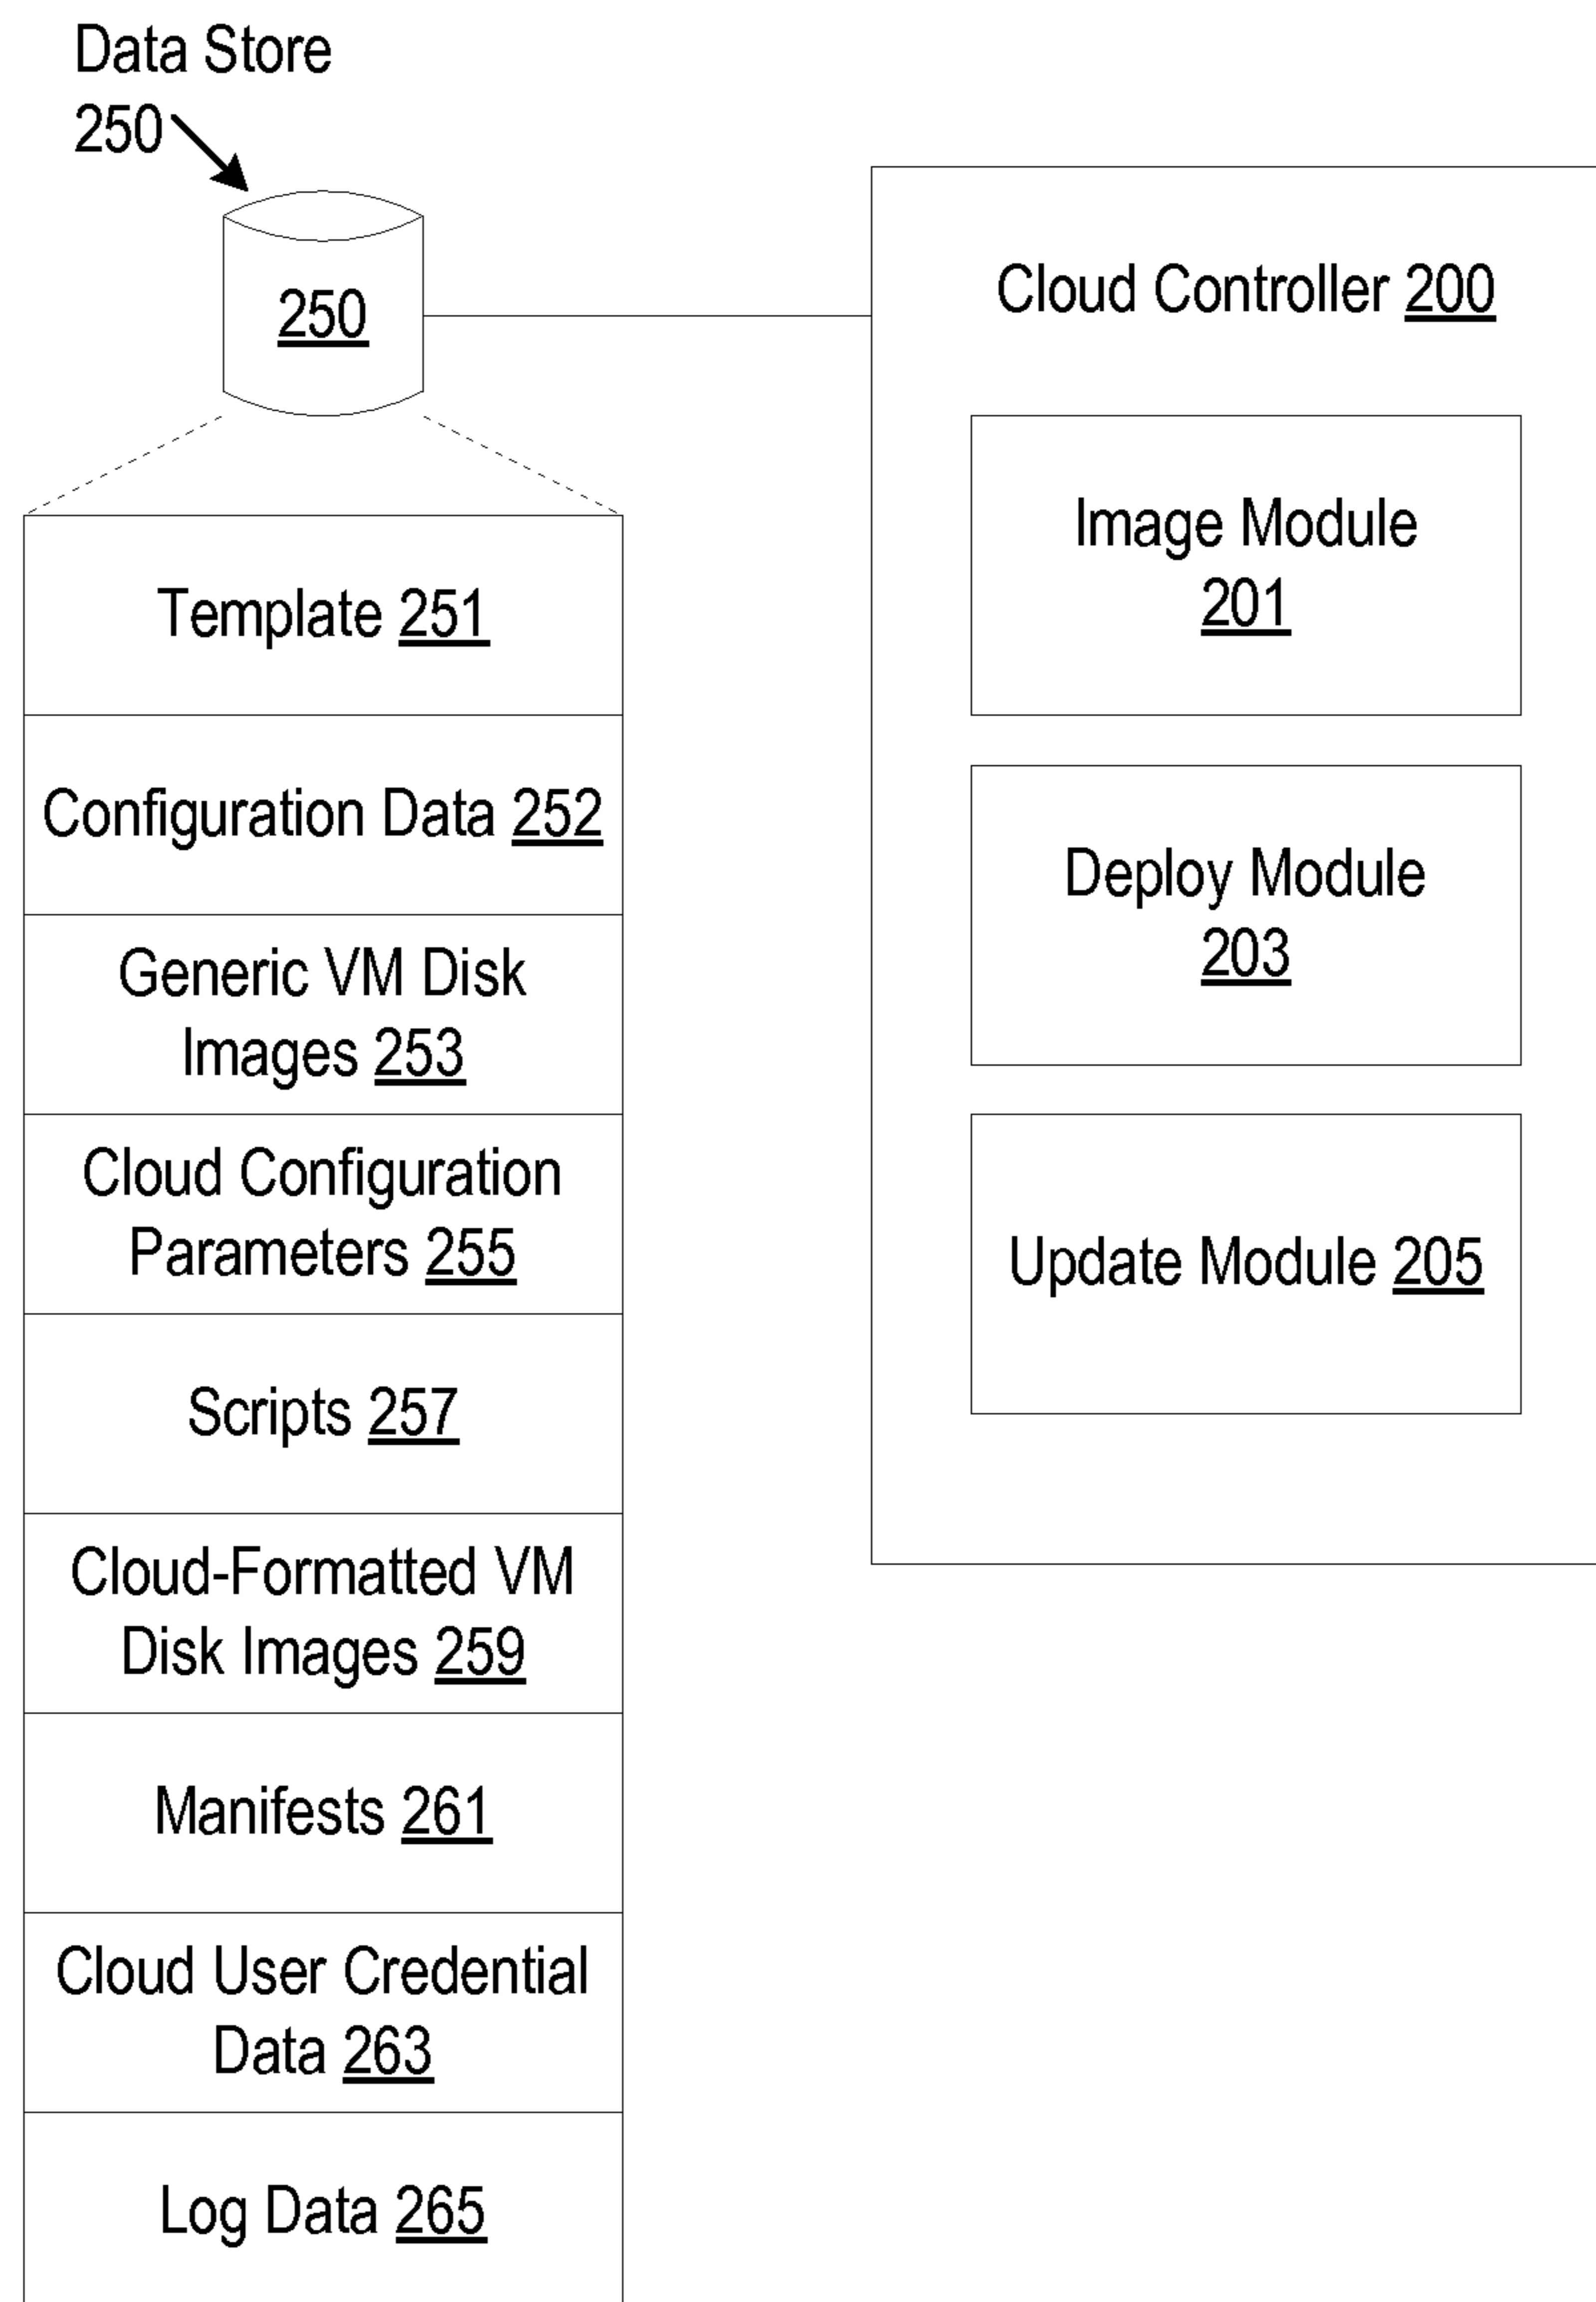 Data Store
250
250
Template 251
Configuration Data 252
Generic VM Disk
Images 253
Cloud Configuration
Parameters 255
Scripts 257
Cloud-Formatted VM
Disk Images 259
Manifests 261
Cloud User Credential
Data 263
Log Data 265
Cloud Controller 200
Image Module
201
Deploy Module
203
Update Module 205